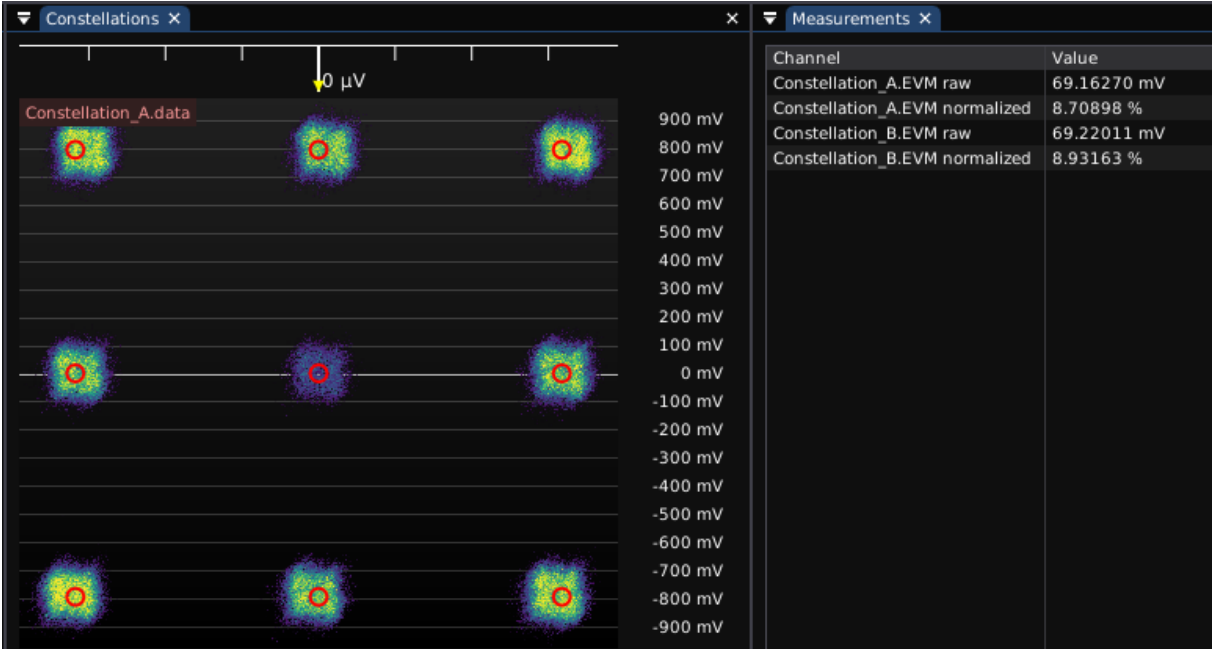 Constellations ×
×
0 µV
Constellation_A.data
900 mV
800 mV
700 mV
600 mV
500 mV
400 mV
300 mV
200 mV
100 mV
0 mV
-100 mV
-200 mV
-300 mV
-400 mV
-500 mV
-600 mV
-700 mV
-800 mV
-900 mV
Measurements ×
Channel Value
Constellation_A.EVM raw 69.16270 mV
Constellation_A.EVM normalized 8.70898 %
Constellation_B.EVM raw 69.22011 mV
Constellation_B.EVM normalized 8.93163 %